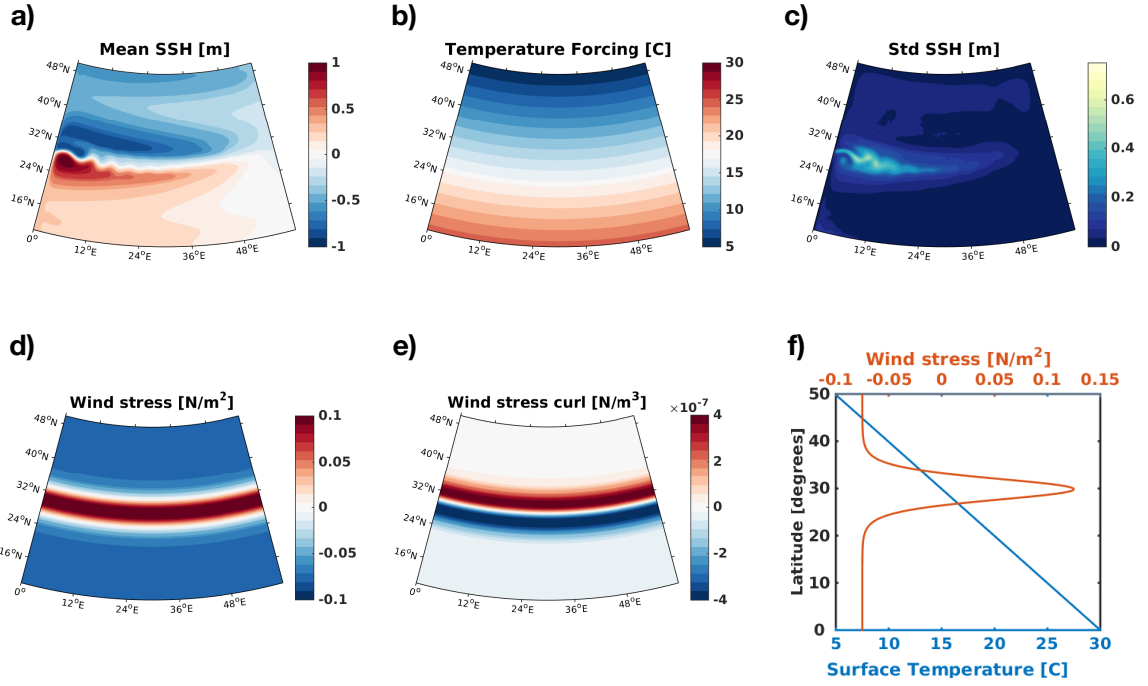 a)
Mean SSH [m]
48°N
40°N
32°N
24°N
16°N
0°
12°E
24°E
36°E
48°E
1
0.5
0
-0.5
-1
b)
Temperature Forcing [C]
48°N
40°N
32°N
24°N
16°N
0°
12°E
24°E
36°E
48°E
30
25
20
15
10
5
c)
Std SSH [m]
48°N
40°N
32°N
24°N
16°N
0°
12°E
24°E
36°E
48°E
0.6
0.4
0.2
0
d)
Wind stress [N/m²]
48°N
40°N
32°N
24°N
16°N
0°
12°E
24°E
36°E
48°E
0.1
0.05
0
-0.05
-0.1
e)
Wind stress curl [N/m³]
×10⁻⁷
48°N
40°N
32°N
24°N
16°N
0°
12°E
24°E
36°E
48°E
4
2
0
-2
-4
f)
Wind stress [N/m²]
-0.1 -0.05 0 0.05 0.1 0.15
Latitude [degrees]
50
40
30
20
10
0
5 10 15 20 25 30
Surface Temperature [C]